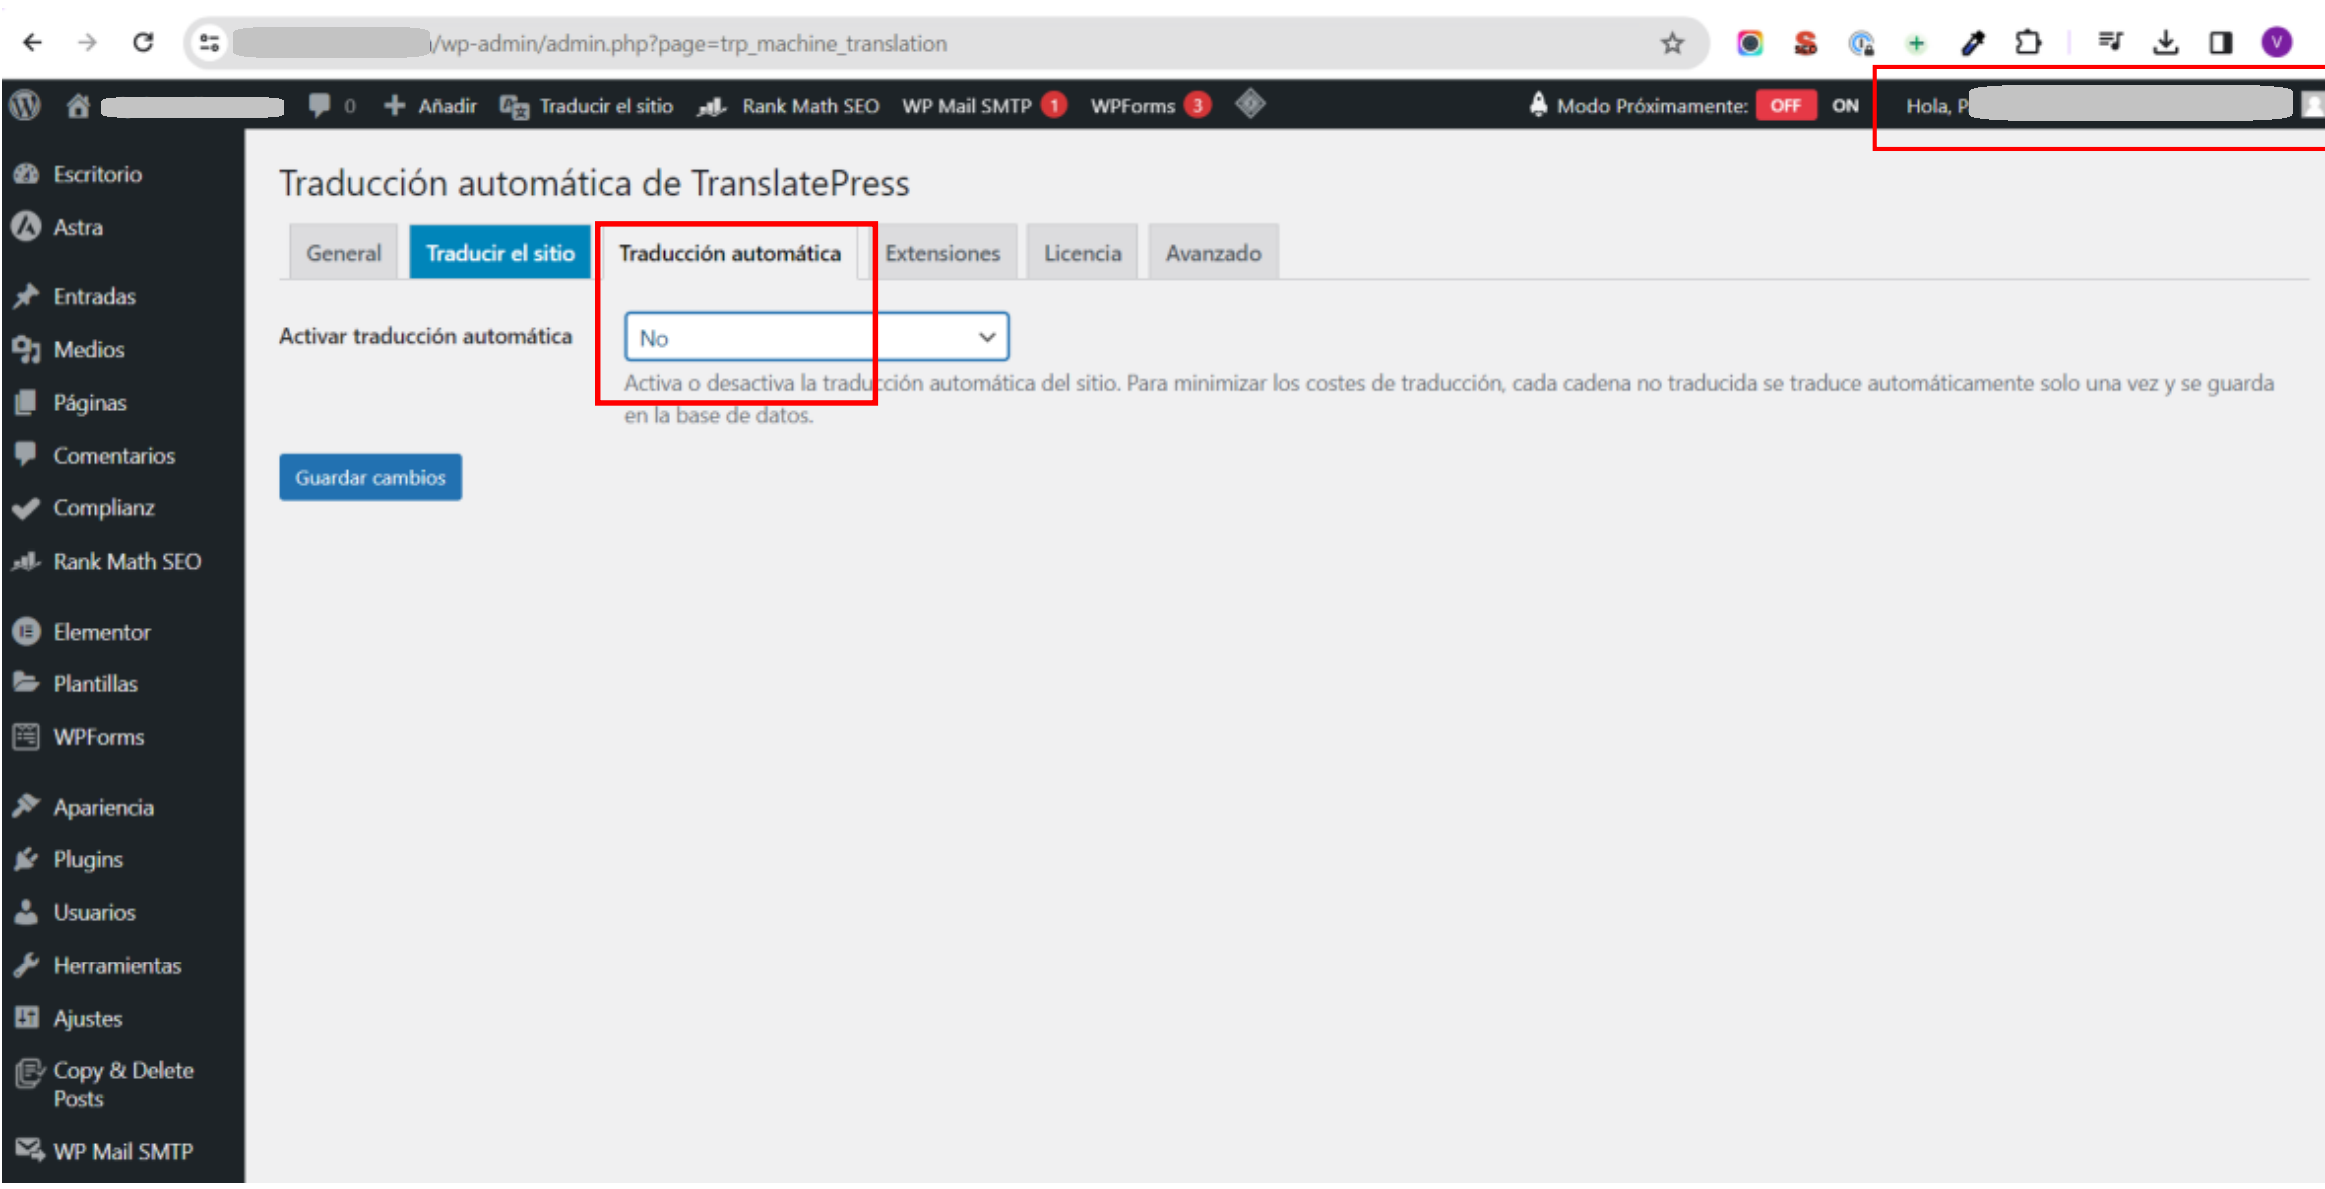 /wp-admin/admin.php?page=trp_machine_translation
V
0 Añadir Traducir el sitio Rank Math SEO WP Mail SMTP 1 WPForms 3 Modo Próximamente: OFF ON Hola, P
Escritorio
Astra
Entradas
Medios
Páginas
Comentarios
Complianz
Rank Math SEO
Elementor
Plantillas
WPForms
Apariencia
Plugins
Usuarios
Herramientas
Ajustes
Copy & Delete
Posts
WP Mail SMTP
Traducción automática de TranslatePress
General Traducir el sitio Traducción automática Extensiones Licencia Avanzado
Activar traducción automática No
Activa o desactiva la traducción automática del sitio. Para minimizar los costes de traducción, cada cadena no traducida se traduce automáticamente solo una vez y se guarda
en la base de datos.
Guardar cambios